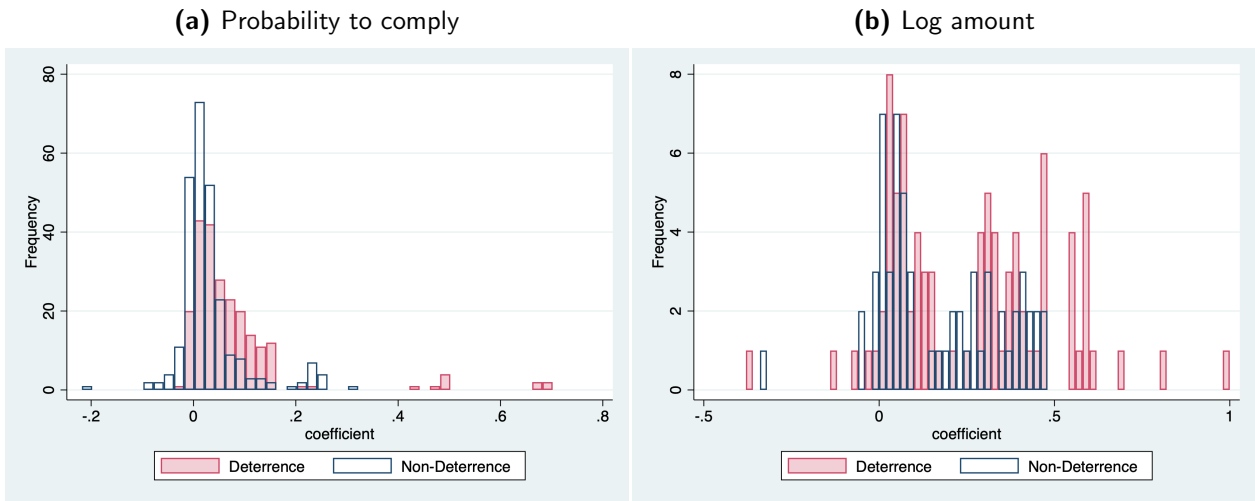 (a) Probability to comply
(b) Log amount
80
60
40
20
0
Frequency
-.2 0 .2 .4 .6 .8
coefficient
Deterrence Non-Deterrence
8
6
4
2
0
Frequency
-.5 0 .5 1
coefficient
Deterrence Non-Deterrence